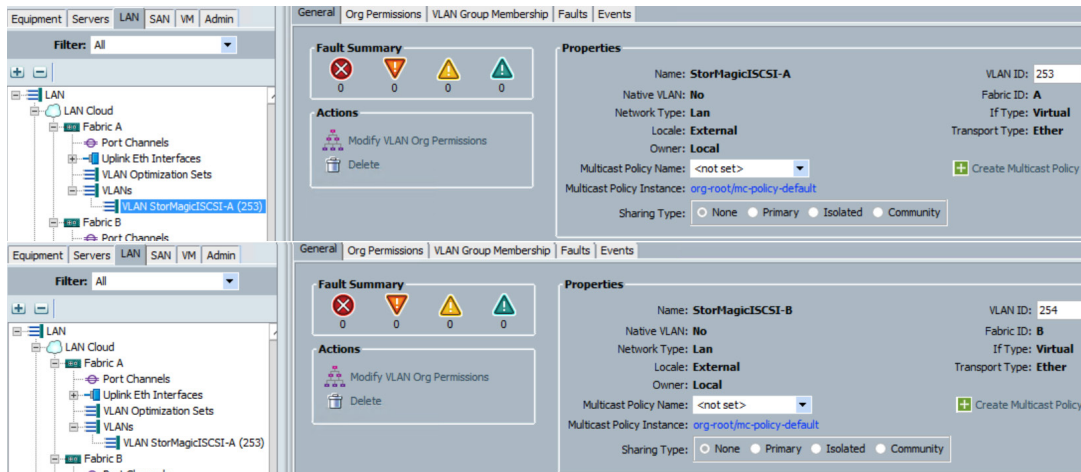 Equipment Servers LAN SAN VM Admin
Filter: All
LAN
LAN Cloud
Fabric A
Port Channels
Uplink Eth Interfaces
VLAN Optimization Sets
VLANs
VLAN StorMagicISCSI-A (253)
Fabric B
Port Channels
General Org Permissions VLAN Group Membership Faults Events
Fault Summary
0 0 0 0
Actions
Modify VLAN Org Permissions
Delete
Properties
Name: StorMagicISCSI-A VLAN ID: 253
Native VLAN: No Fabric ID: A
Network Type: Lan If Type: Virtual
Locale: External Transport Type: Ether
Owner: Local
Multicast Policy Name: <not set> Create Multicast Policy
Multicast Policy Instance: org-root/mc-policy-default
Sharing Type: None Primary Isolated Community
Equipment Servers LAN SAN VM Admin
Filter: All
LAN
LAN Cloud
Fabric A
Port Channels
Uplink Eth Interfaces
VLAN Optimization Sets
VLANs
VLAN StorMagicISCSI-A (253)
Fabric B
General Org Permissions VLAN Group Membership Faults Events
Fault Summary
0 0 0 0
Actions
Modify VLAN Org Permissions
Delete
Properties
Name: StorMagicISCSI-B VLAN ID: 254
Native VLAN: No Fabric ID: B
Network Type: Lan If Type: Virtual
Locale: External Transport Type: Ether
Owner: Local
Multicast Policy Name: <not set> Create Multicast Policy
Multicast Policy Instance: org-root/mc-policy-default
Sharing Type: None Primary Isolated Community